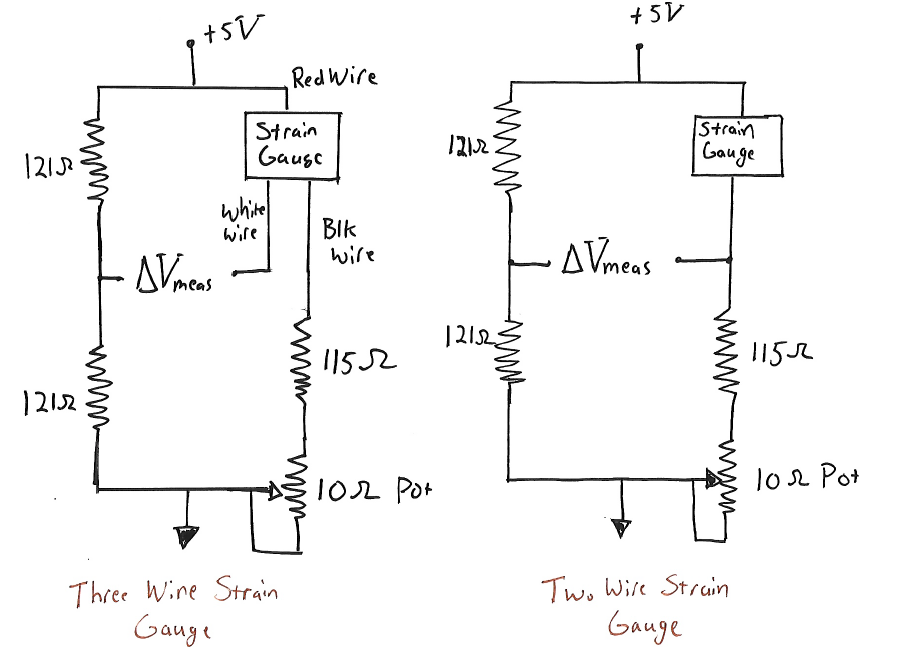 +5V
Red Wire
Strain
Gauge
121Ω
White
wire
Blk
wire
ΔVmeas
115Ω
121Ω
10Ω Pot
Three Wire Strain
Gauge
+5V
Strain
Gauge
121Ω
ΔVmeas
121Ω
115Ω
10Ω Pot
Two Wire Strain
Gauge